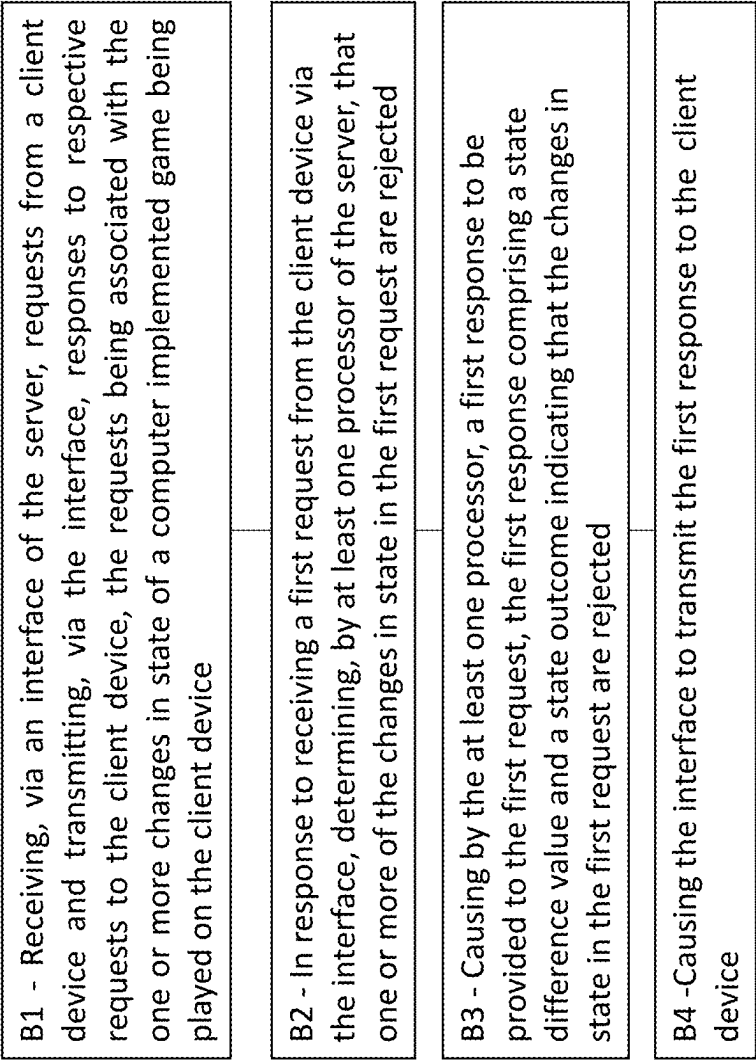 B1 - Receiving, via an interface of the server, requests from a client
device and transmitting, via the interface, responses to respective
requests to the client device, the requests being associated with the
one or more changes in state of a computer implemented game being
played on the client device
B2 - In response to receiving a first request from the client device via
the interface, determining, by at least one processor of the server, that
one or more of the changes in state in the first request are rejected
B3 - Causing by the at least one processor, a first response to be
provided to the first request, the first response comprising a state
difference value and a state outcome indicating that the changes in
state in the first request are rejected
B4 -Causing the interface to transmit the first response to the client
device